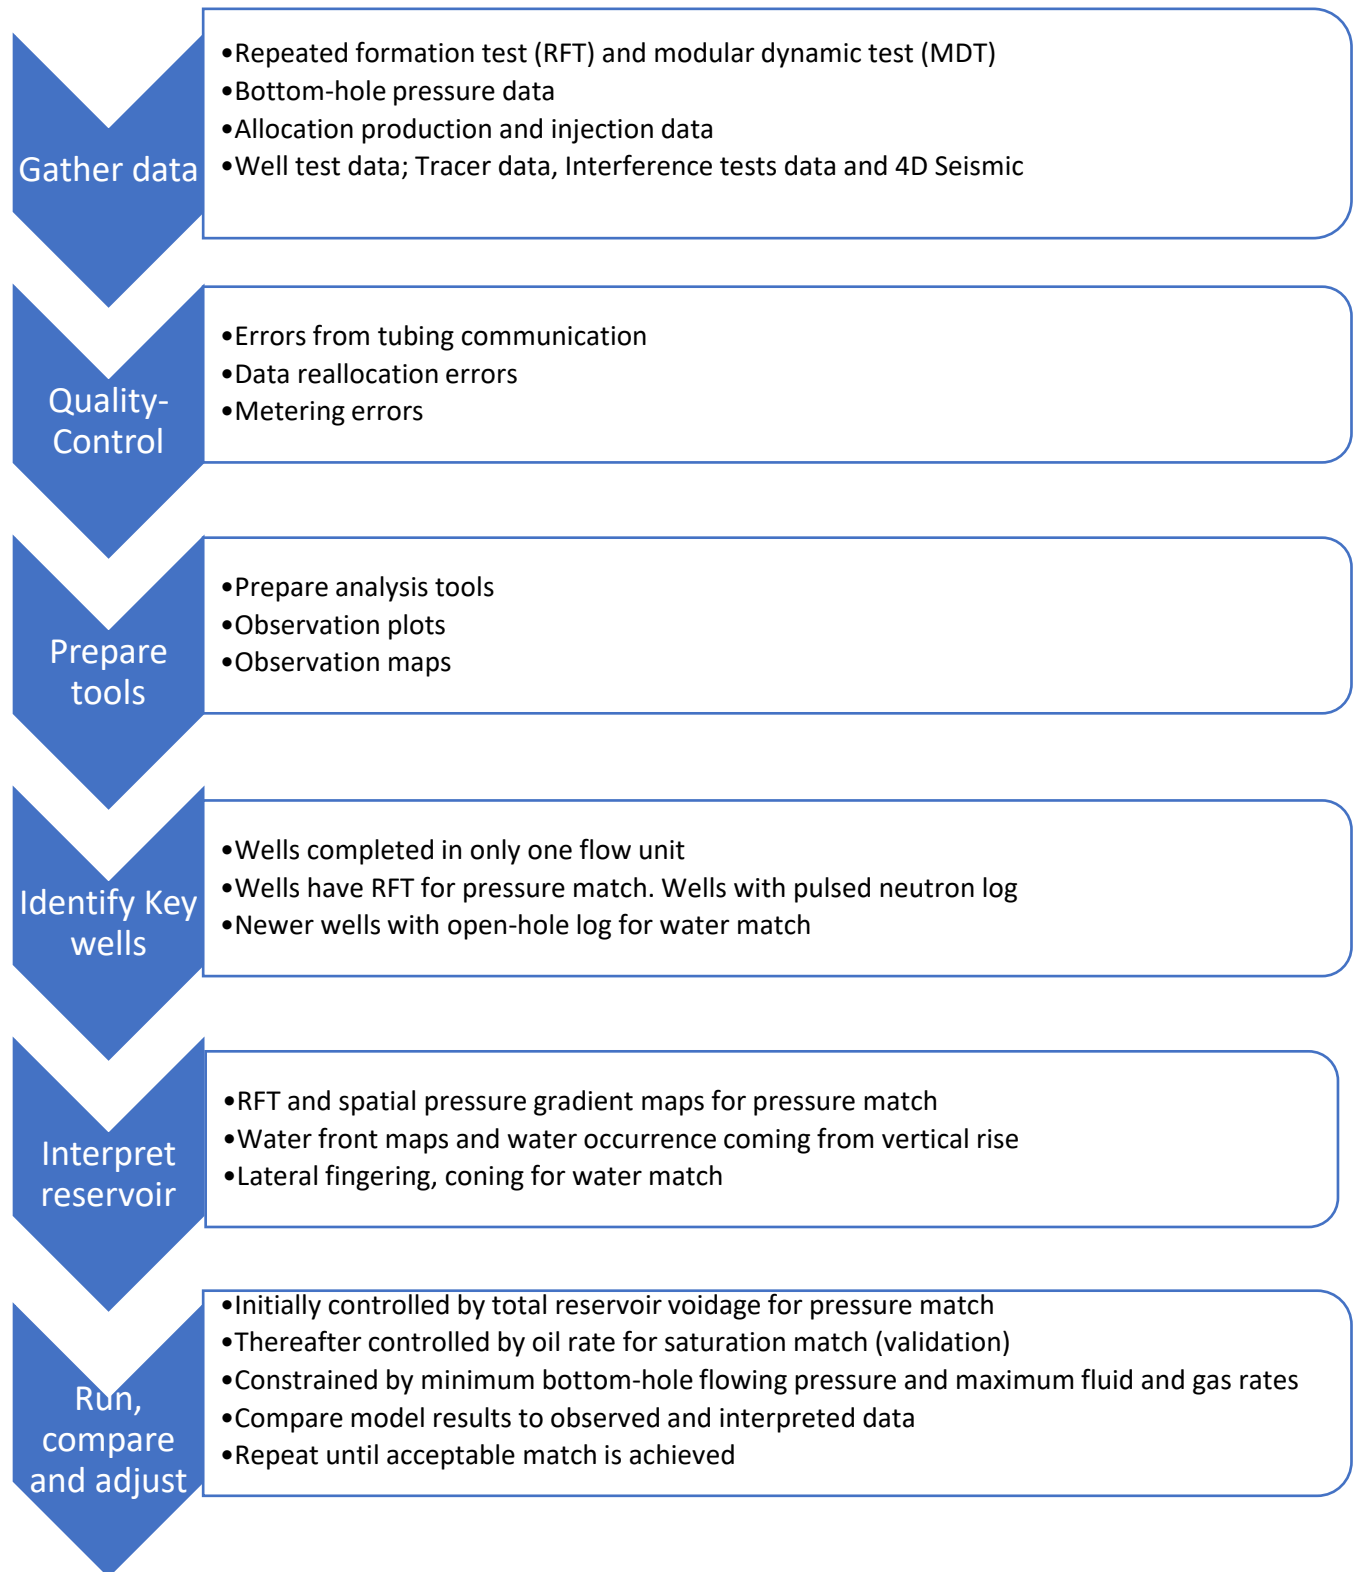 Gather data
•Repeated formation test (RFT) and modular dynamic test (MDT)
•Bottom-hole pressure data
•Allocation production and injection data
•Well test data; Tracer data, Interference tests data and 4D Seismic
Quality-
Control
•Errors from tubing communication
•Data reallocation errors
•Metering errors
Prepare
tools
•Prepare analysis tools
•Observation plots
•Observation maps
Identify Key
wells
•Wells completed in only one flow unit
•Wells have RFT for pressure match. Wells with pulsed neutron log
•Newer wells with open-hole log for water match
Interpret
reservoir
•RFT and spatial pressure gradient maps for pressure match
•Water front maps and water occurrence coming from vertical rise
•Lateral fingering, coning for water match
Run,
compare
and adjust
•Initially controlled by total reservoir voidage for pressure match
•Thereafter controlled by oil rate for saturation match (validation)
•Constrained by minimum bottom-hole flowing pressure and maximum fluid and gas rates
•Compare model results to observed and interpreted data
•Repeat until acceptable match is achieved